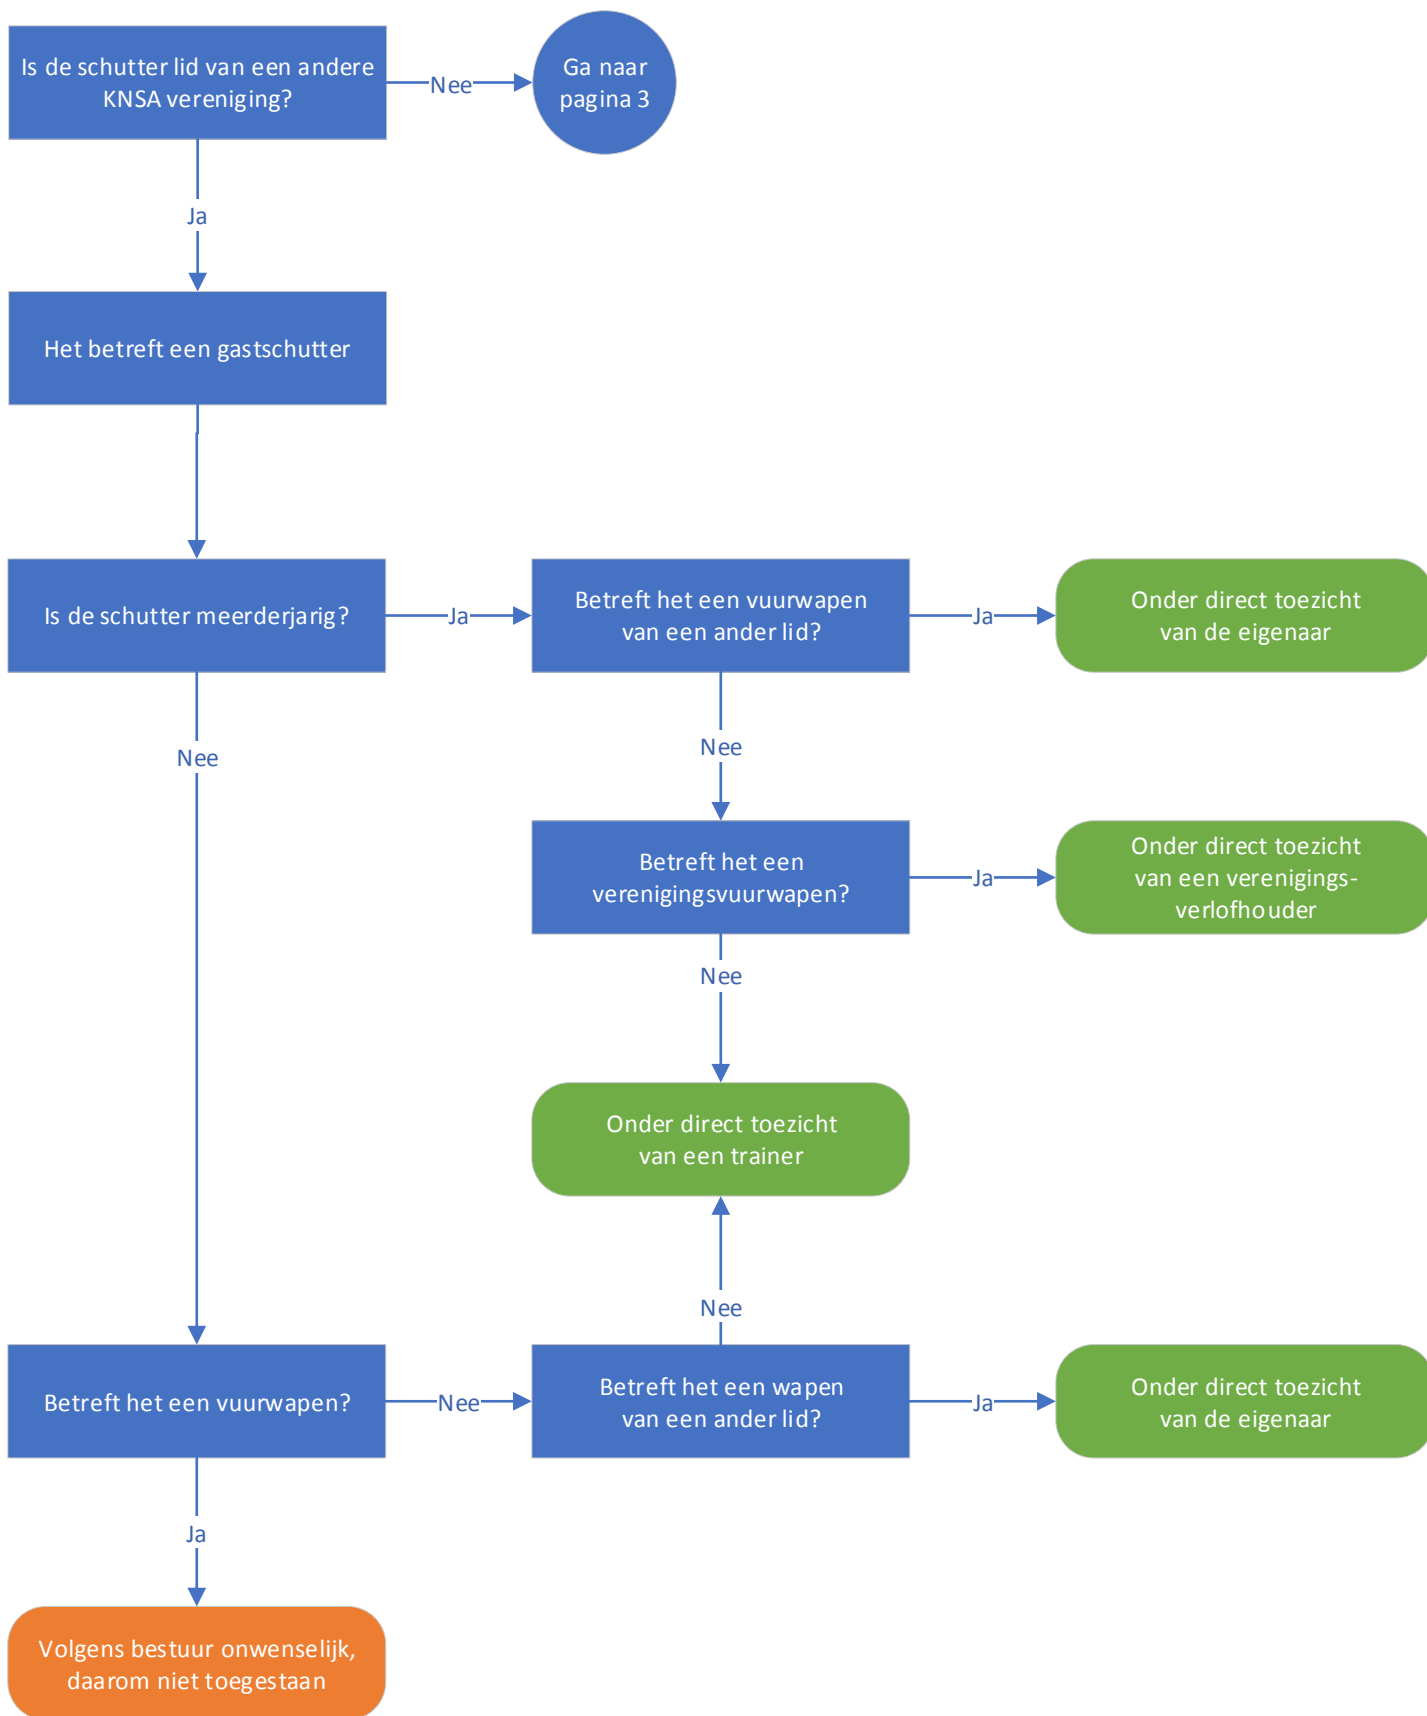 Is de schutter lid van een andere
KNSA vereniging?
Nee
Ga naar
pagina 3
Ja
Het betreft een gastschutter
Is de schutter meerderjarig?
Ja
Betreft het een vuurwapen
van een ander lid?
Ja
Onder direct toezicht
van de eigenaar
Nee
Nee
Betreft het een
verenigingsvuurwapen?
Ja
Onder direct toezicht
van een verenigings-
verlofhouder
Nee
Onder direct toezicht
van een trainer
Nee
Betreft het een vuurwapen?
Nee
Betreft het een wapen
van een ander lid?
Ja
Onder direct toezicht
van de eigenaar
Ja
Volgens bestuur onwenselijk,
daarom niet toegestaan